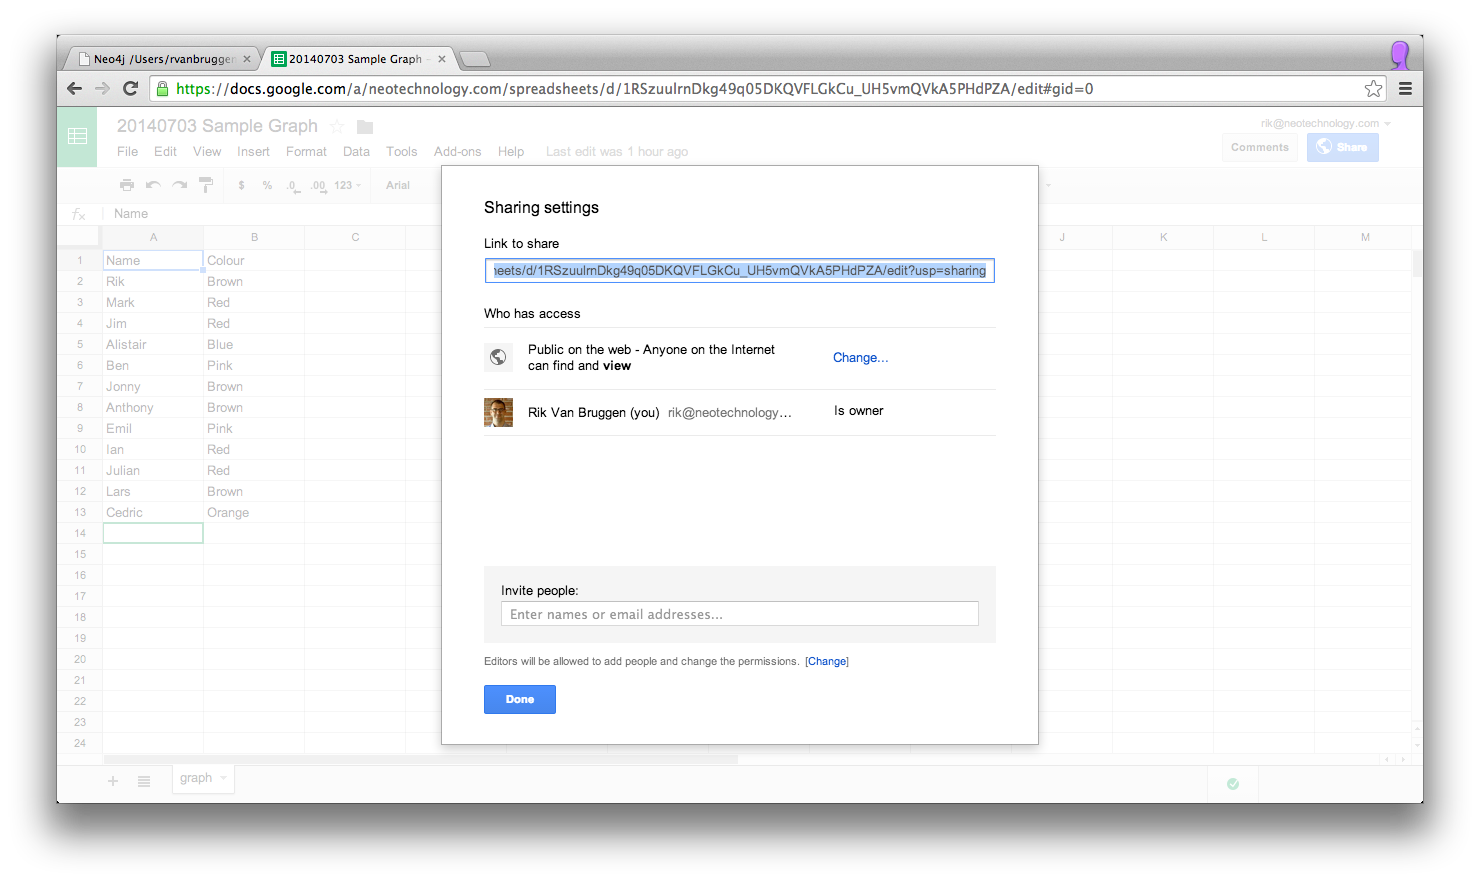 Neo4j /Users/rvanbrugger
20140703 Sample Graph
https://docs.google.com/a/neotechnology.com/spreadsheets/d/1RSzuulrnDkg49q05DKQVFLGkCu_UH5vmQVkA5PHdPZA/edit#gid=0
20140703 Sample Graph
rik@neotechnology.com
File Edit View Insert Format Data Tools Add-ons Help Last edit was 1 hour ago
Comments Share
$ % .0 .00 123 Arial
fx Name
A B C J K L M
1 Name Colour
2 Rik Brown
3 Mark Red
4 Jim Red
5 Alistair Blue
6 Ben Pink
7 Jonny Brown
8 Anthony Brown
9 Emil Pink
10 Ian Red
11 Julian Red
12 Lars Brown
13 Cedric Orange
14
15
16
17
18
19
20
21
22
23
24
graph
Sharing settings
Link to share
heets/d/1RSzuulrnDkg49q05DKQVFLGkCu_UH5vmQVkA5PHdPZA/edit?usp=sharing
Who has access
Public on the web - Anyone on the Internet
can find and view
Change...
Rik Van Bruggen (you) rik@neotechnology... Is owner
Invite people:
Enter names or email addresses...
Editors will be allowed to add people and change the permissions. [Change]
Done